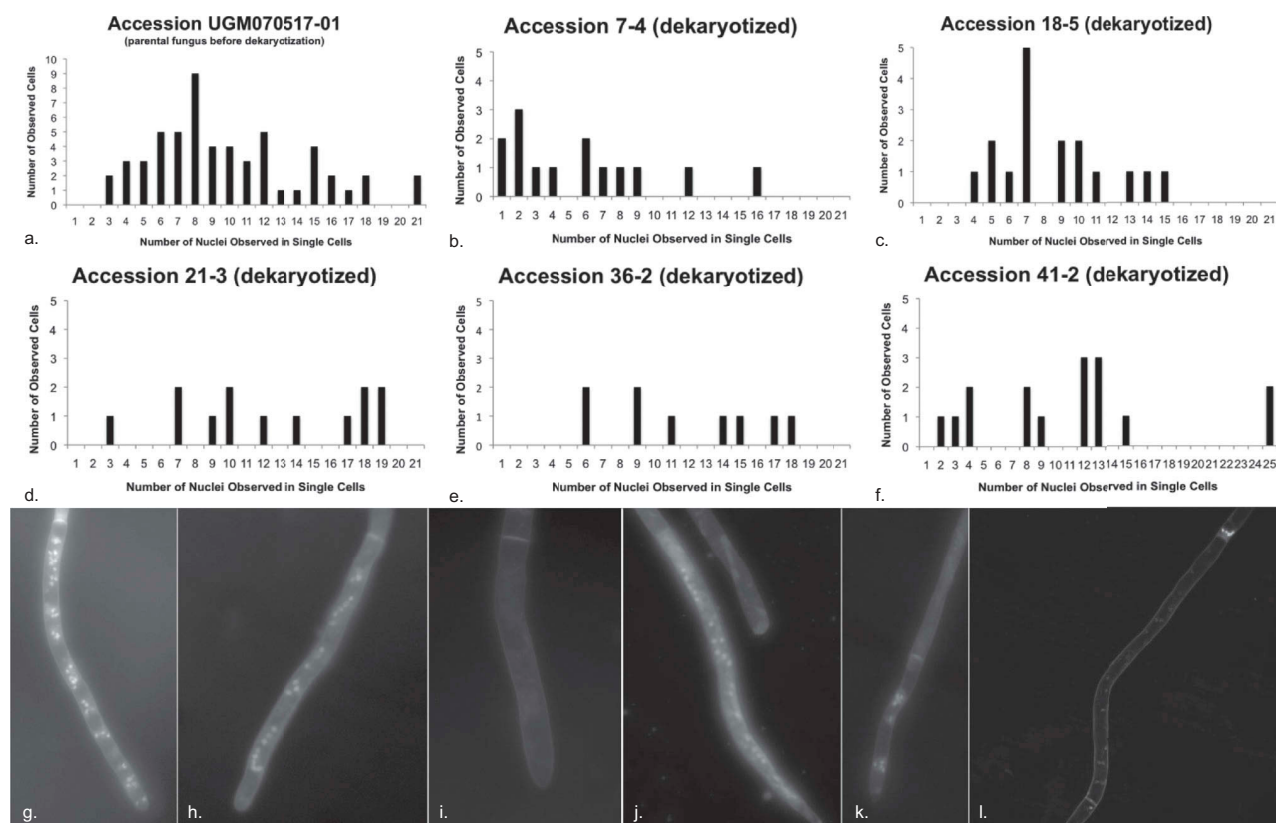 Accession UGM070517-01
(parental fungus before dekaryotization)
10
9
8
7
6
5
4
3
2
1
0
Number of Observed Cells
1 2 3 4 5 6 7 8 9 10 11 12 13 14 15 16 17 18 19 20 21
a. Number of Nuclei Observed in Single Cells
Accession 7-4 (dekaryotized)
5
4
3
2
1
0
Number of Observed Cells
1 2 3 4 5 6 7 8 9 10 11 12 13 14 15 16 17 18 19 20 21
b. Number of Nuclei Observed in Single Cells
Accession 18-5 (dekaryotized)
5
4
3
2
1
0
Number of Observed Cells
1 2 3 4 5 6 7 8 9 10 11 12 13 14 15 16 17 18 19 20 21
c. Number of Nuclei Observed in Single Cells
Accession 21-3 (dekaryotized)
5
4
3
2
1
0
Number of Observed Cells
1 2 3 4 5 6 7 8 9 10 11 12 13 14 15 16 17 18 19 20 21
d. Number of Nuclei Observed in Single Cells
Accession 36-2 (dekaryotized)
5
4
3
2
1
0
Number of Observed Cells
1 2 3 4 5 6 7 8 9 10 11 12 13 14 15 16 17 18 19 20 21
e. Number of Nuclei Observed in Single Cells
Accession 41-2 (dekaryotized)
5
4
3
2
1
0
Number of Observed Cells
1 2 3 4 5 6 7 8 9 10 11 12 13 14 15 16 17 18 19 20 21 22 23 24 25
f. Number of Nuclei Observed in Single Cells
g. h. i. j. k. l.